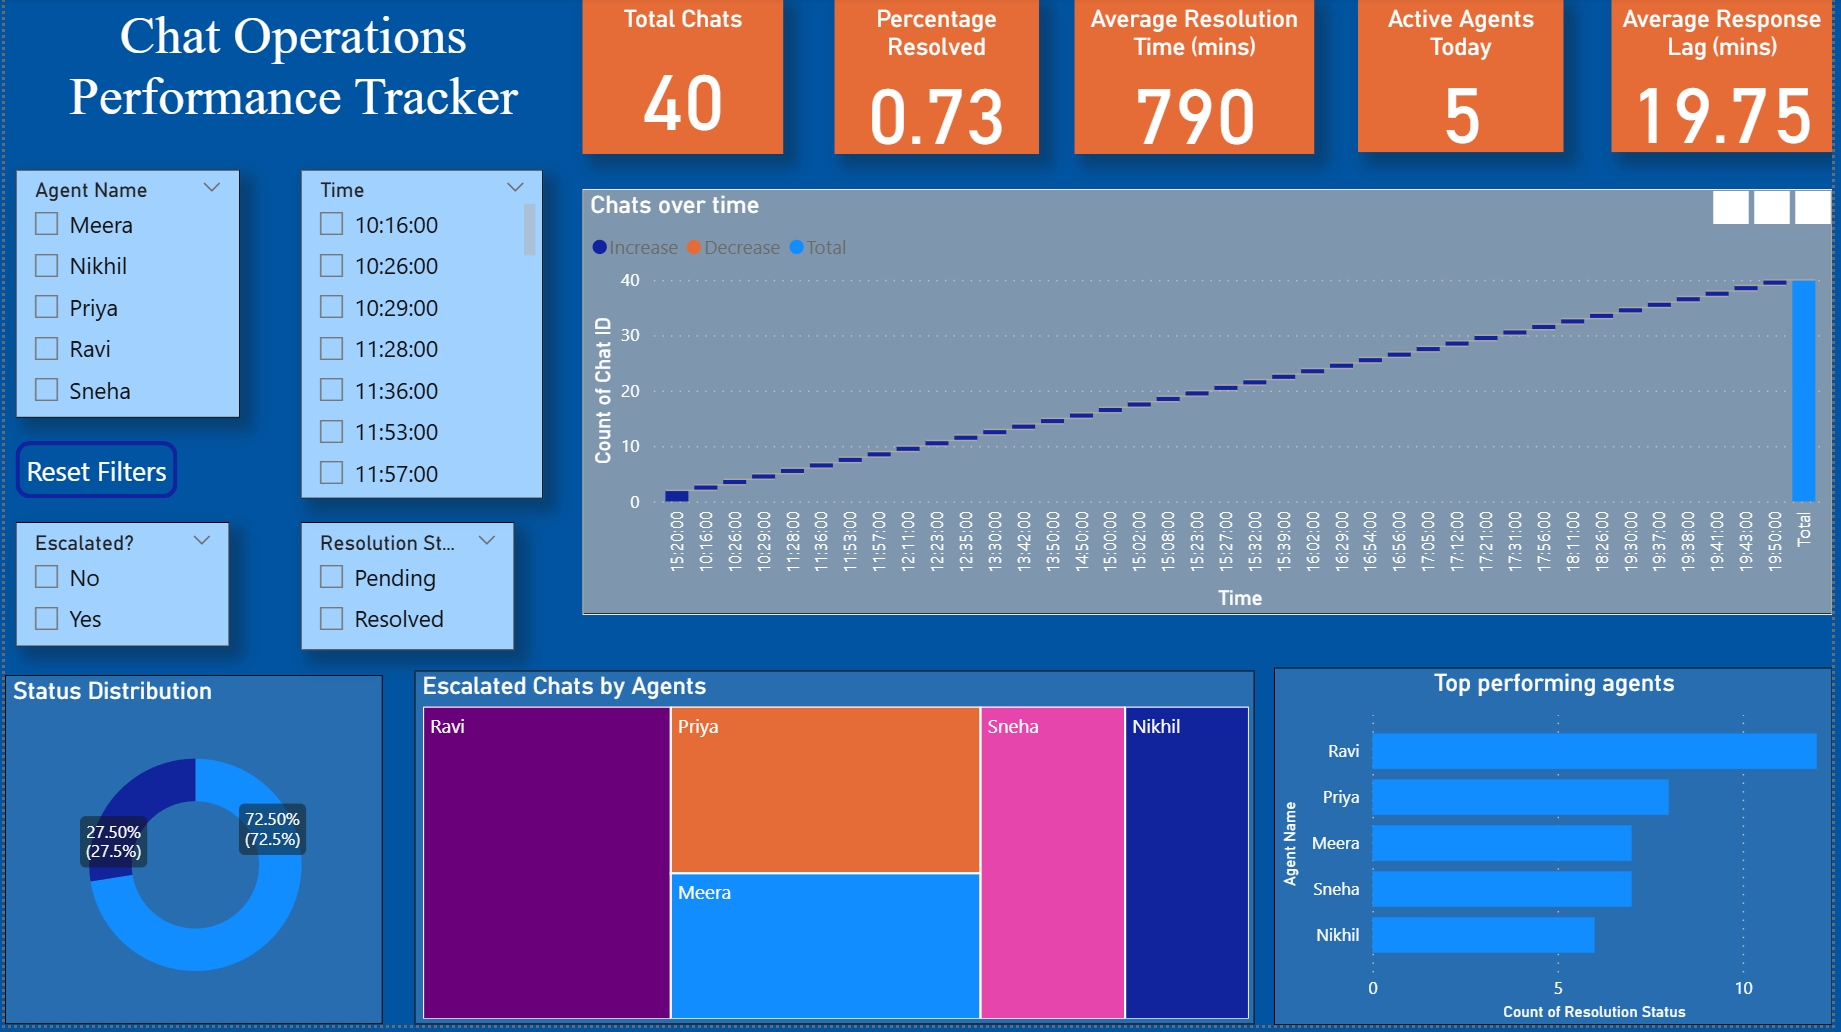 Chat Operations
Performance Tracker
Total Chats
40
Percentage
Resolved
0.73
Average Resolution
Time (mins)
790
Active Agents
Today
5
Average Response
Lag (mins)
19.75
Agent Name
Meera
Nikhil
Priya
Ravi
Sneha
Time
10:16:00
10:26:00
10:29:00
11:28:00
11:36:00
11:53:00
11:57:00
Reset Filters
Escalated?
No
Yes
Resolution St...
Pending
Resolved
Chats over time
Increase Decrease Total
Count of Chat ID
40
30
20
10
0
15:20:00
10:16:00
10:26:00
10:29:00
11:28:00
11:36:00
11:53:00
11:57:00
12:11:00
12:23:00
12:35:00
13:30:00
13:42:00
13:50:00
14:50:00
15:00:00
15:02:00
15:08:00
15:23:00
15:27:00
15:32:00
15:39:00
16:02:00
16:29:00
16:54:00
16:56:00
17:05:00
17:12:00
17:21:00
17:31:00
17:56:00
18:11:00
18:26:00
19:30:00
19:37:00
19:38:00
19:41:00
19:43:00
19:50:00
Total
Time
Status Distribution
27.50%
(27.5%)
72.50%
(72.5%)
Escalated Chats by Agents
Ravi
Priya
Meera
Sneha
Nikhil
Top performing agents
Agent Name
Ravi
Priya
Meera
Sneha
Nikhil
0 5 10
Count of Resolution Status